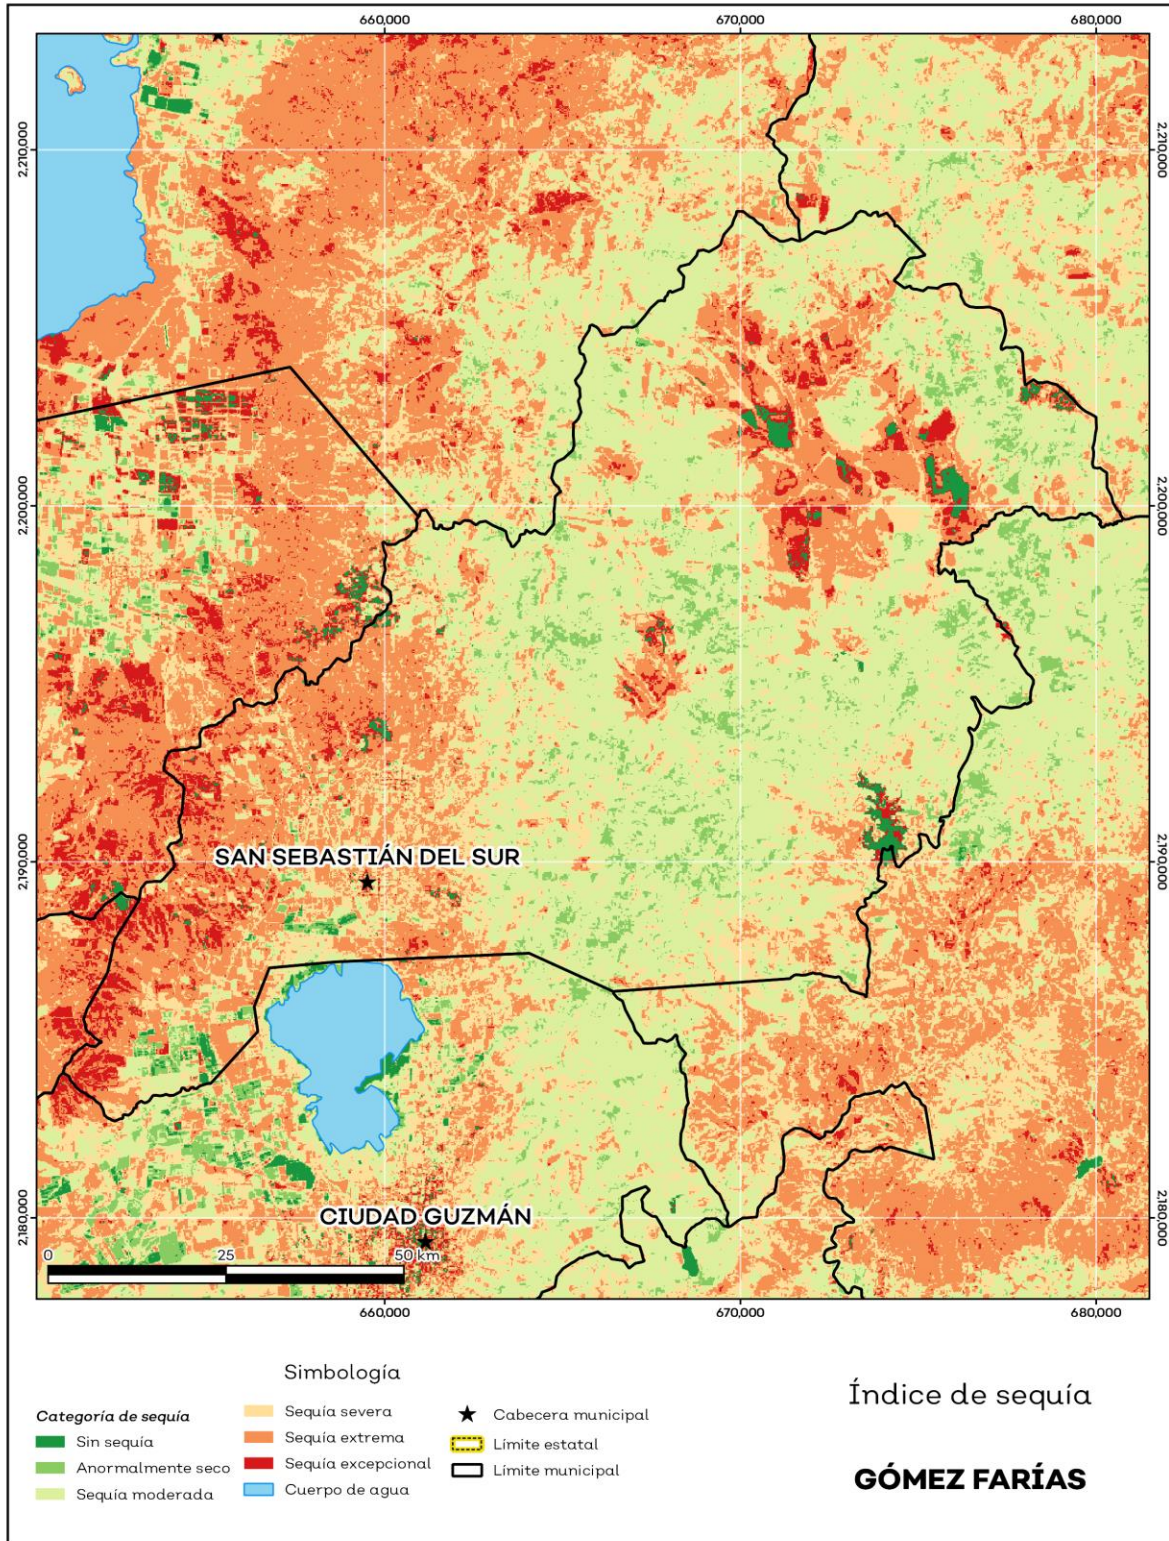 660,000 670,000 680,000
2,210,000 2,210,000
2,200,000 2,200,000
2,190,000 2,190,000
SAN SEBASTIÁN DEL SUR
CIUDAD GUZMÁN
2,180,000 2,180,000
0 25 50 km
660,000 670,000 680,000
Simbología
Categoría de sequía
Sin sequía
Anormalmente seco
Sequía moderada
Sequía severa
Sequía extrema
Sequía excepcional
Cuerpo de agua
Cabecera municipal
Límite estatal
Límite municipal
Índice de sequía
GÓMEZ FARÍAS